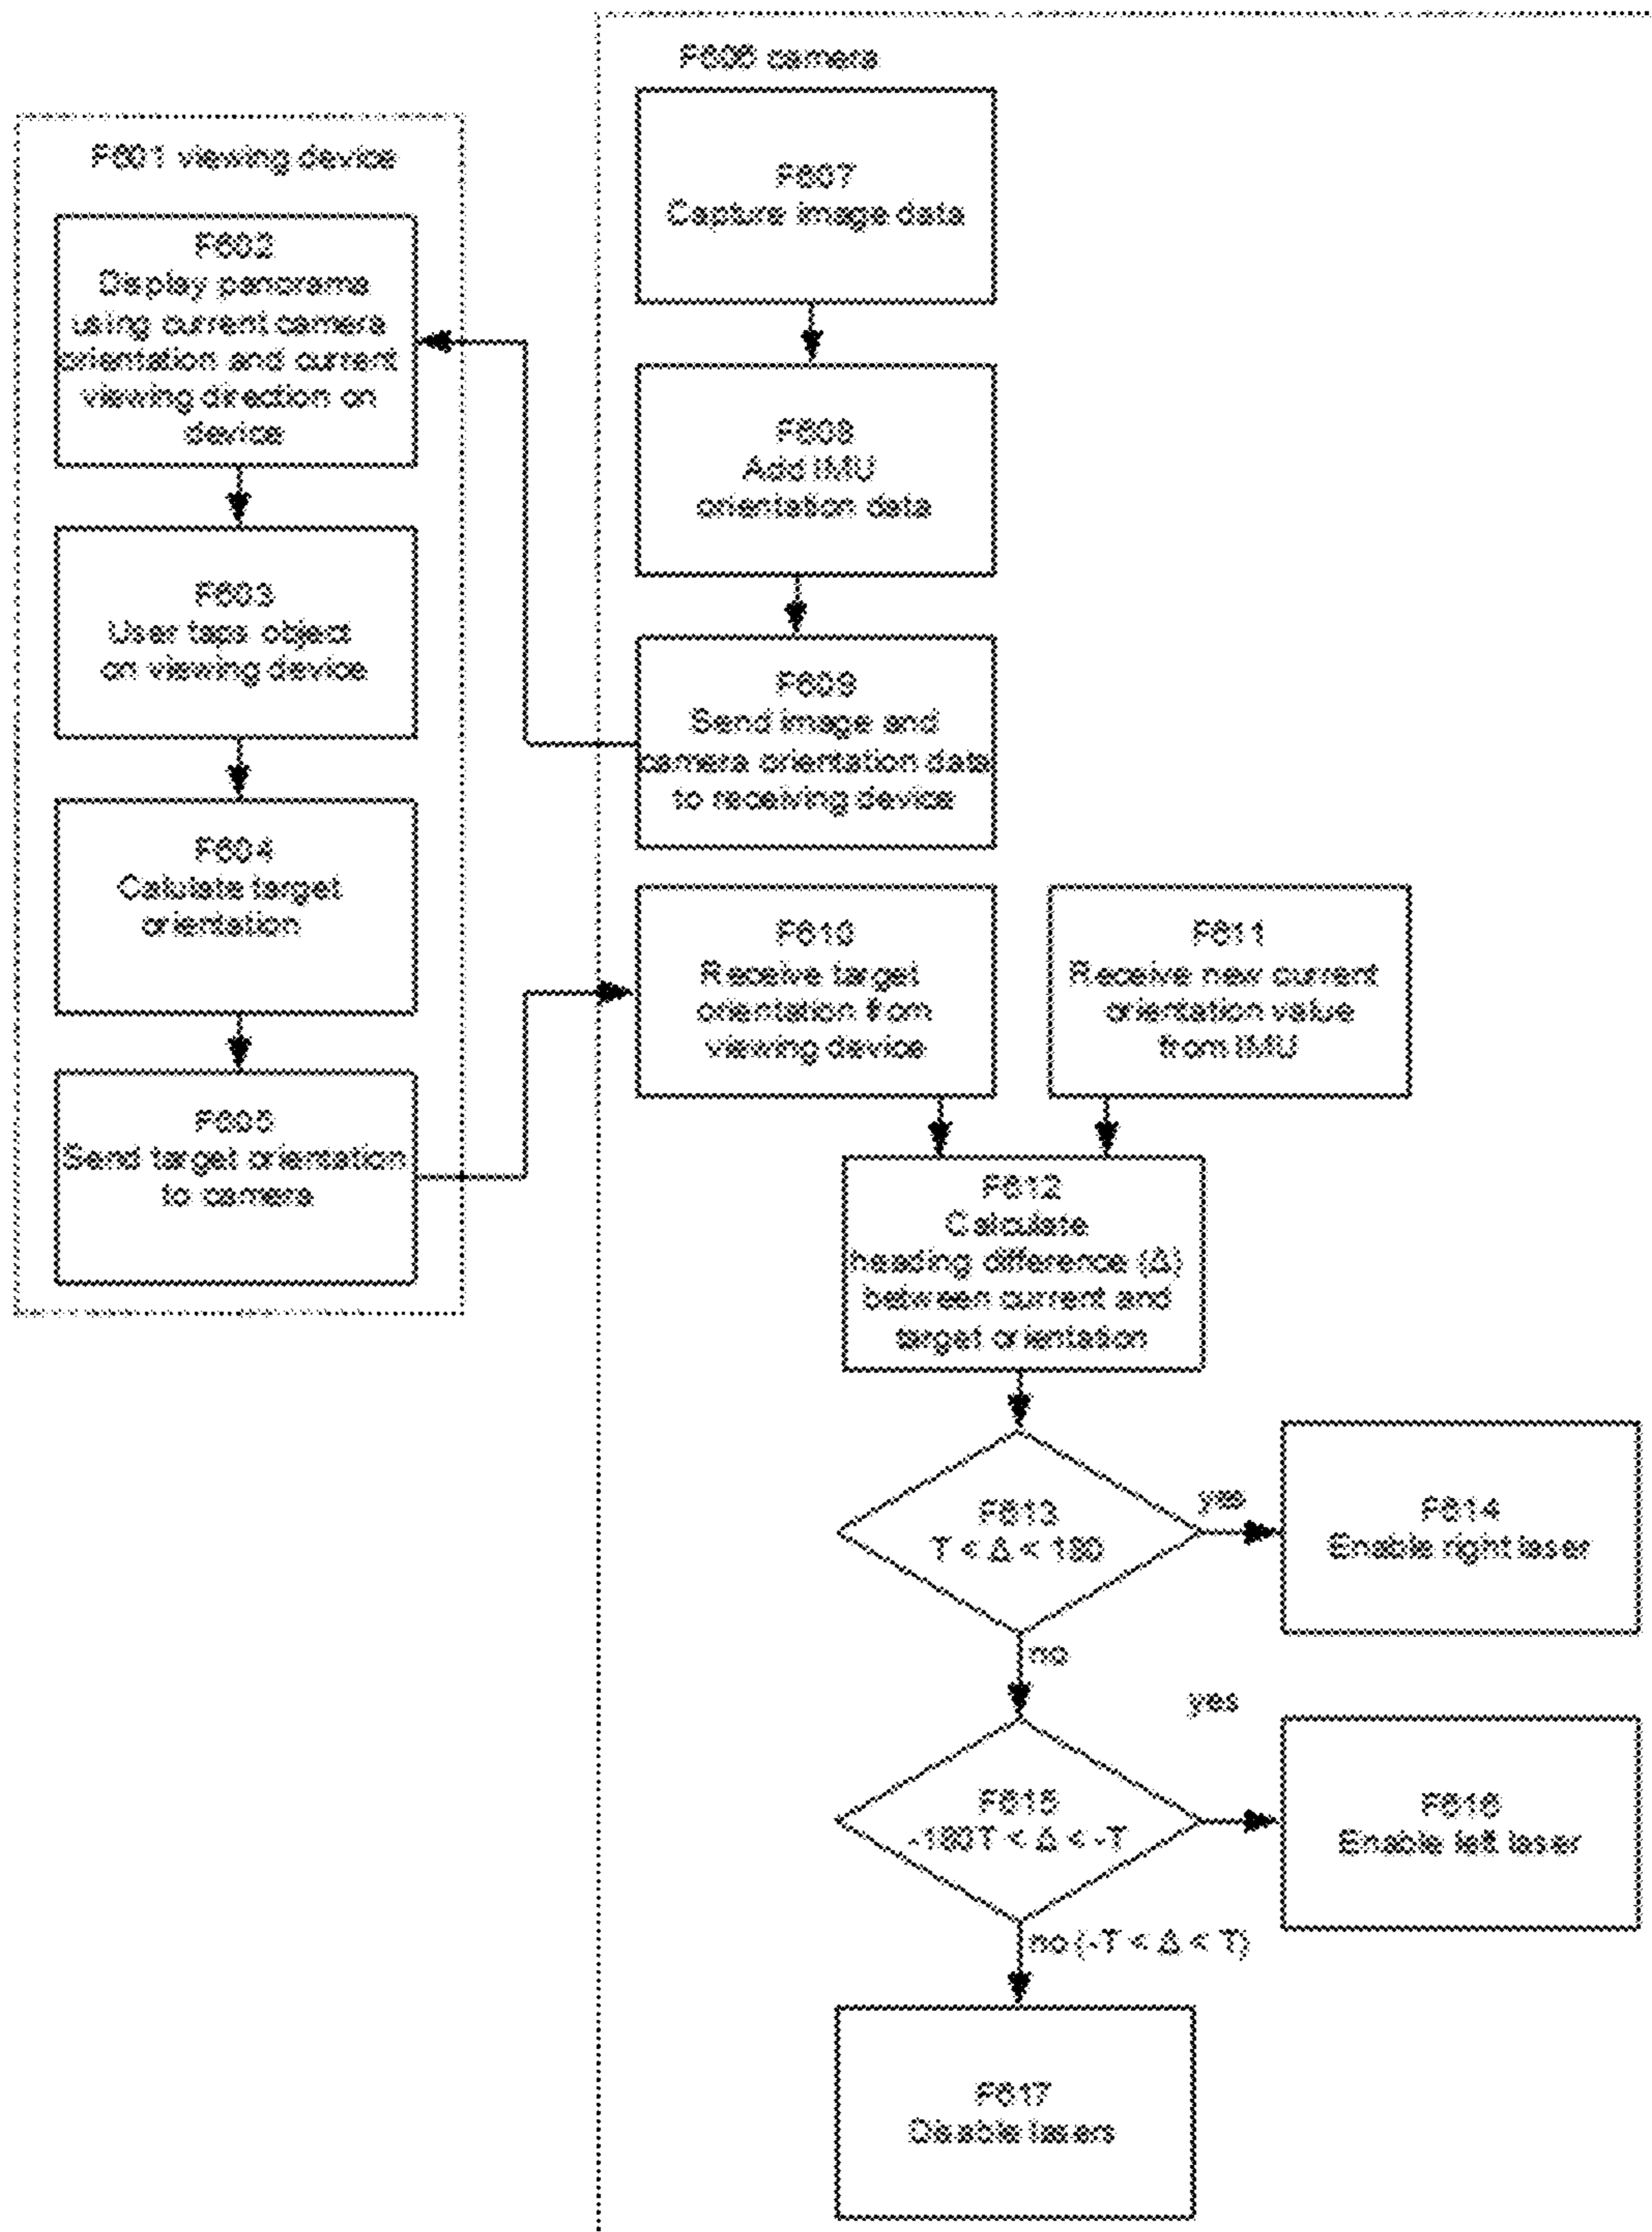 F601 viewing device
F602
Display panorama
using current camera
orientation and current
viewing direction on
device
F603
User taps object
on viewing device
F604
Calulate target
orientation
F605
Send target orientation
to camera
F606 camera
F607
Capture image data
F608
Add IMU
orientation data
F609
Send image and
camera orientation data
to receiving device
F610
Receive target
orientation from
viewing device
F611
Receive new current
orientation value
from IMU
F612
Calculate
heading difference (Δ)
between current and
target orientation
F613
T < Δ < 180
yes
F614
Enable right laser
no
yes
F615
-180T < Δ < -T
F616
Enable left laser
no (-T < Δ < T)
F617
Disable lasers